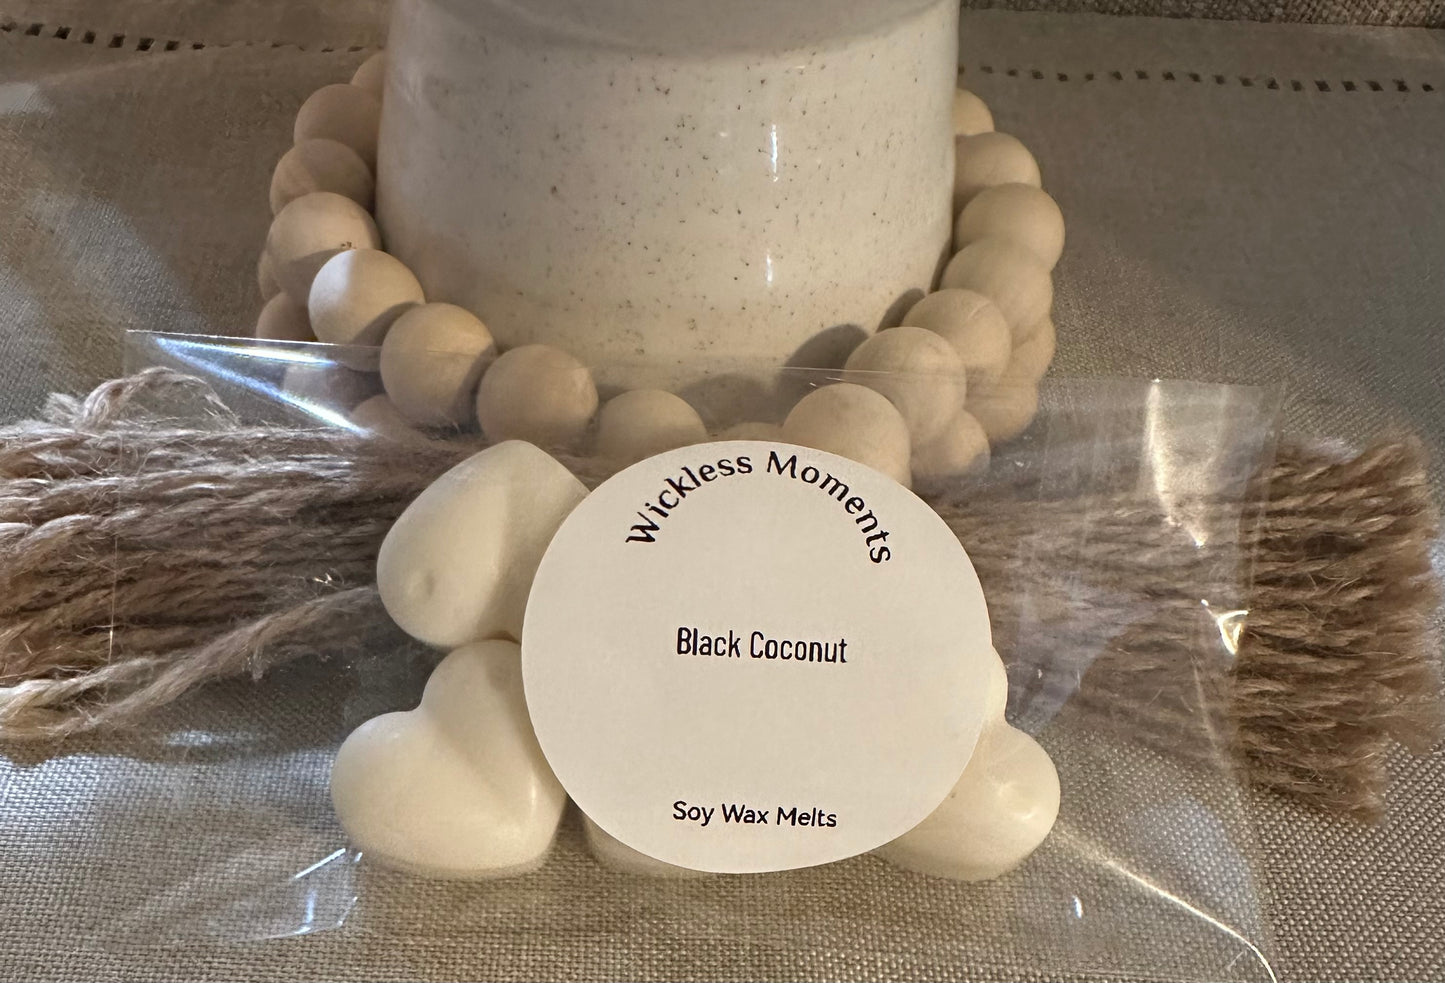 Wickless Moments
Black Coconut
Soy Wax Melts